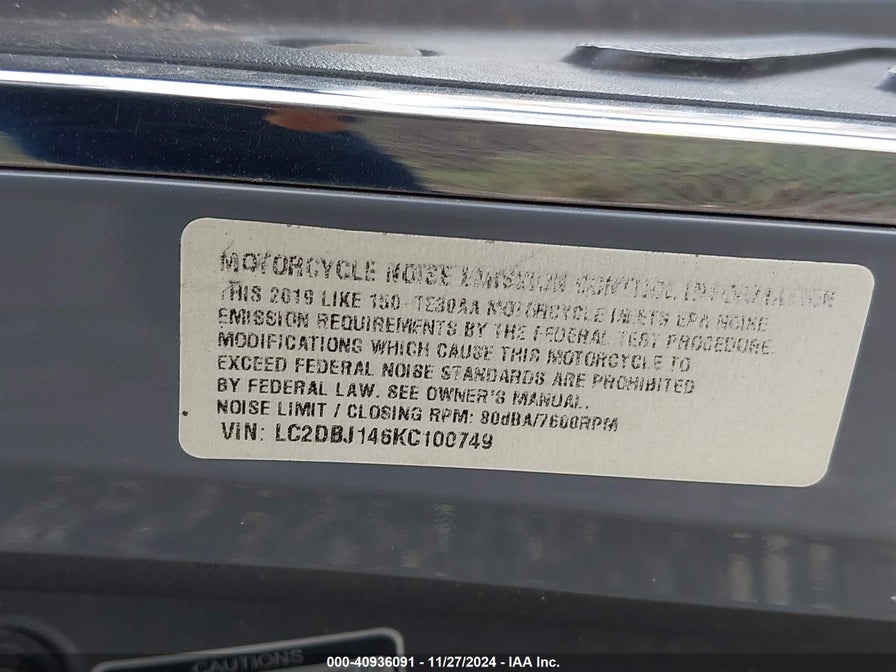 MOTORCYCLE NOISE EMISSION CONTROL INFORMATION
THIS 2019 LIKE 150 TE30AA MOTORCYCLE MEETS EPA NOISE
EMISSION REQUIREMENTS BY THE FEDERAL TEST PROCEDURE.
MODIFICATIONS WHICH CAUSE THIS MOTORCYCLE TO
EXCEED FEDERAL NOISE STANDARDS ARE PROHIBITED
BY FEDERAL LAW. SEE OWNER'S MANUAL.
NOISE LIMIT / CLOSING RPM: 80dBA/7600RPM
VIN: LC2DBJ146KC100749
CAUTIONS
000-40936091 - 11/27/2024 - IAA Inc.